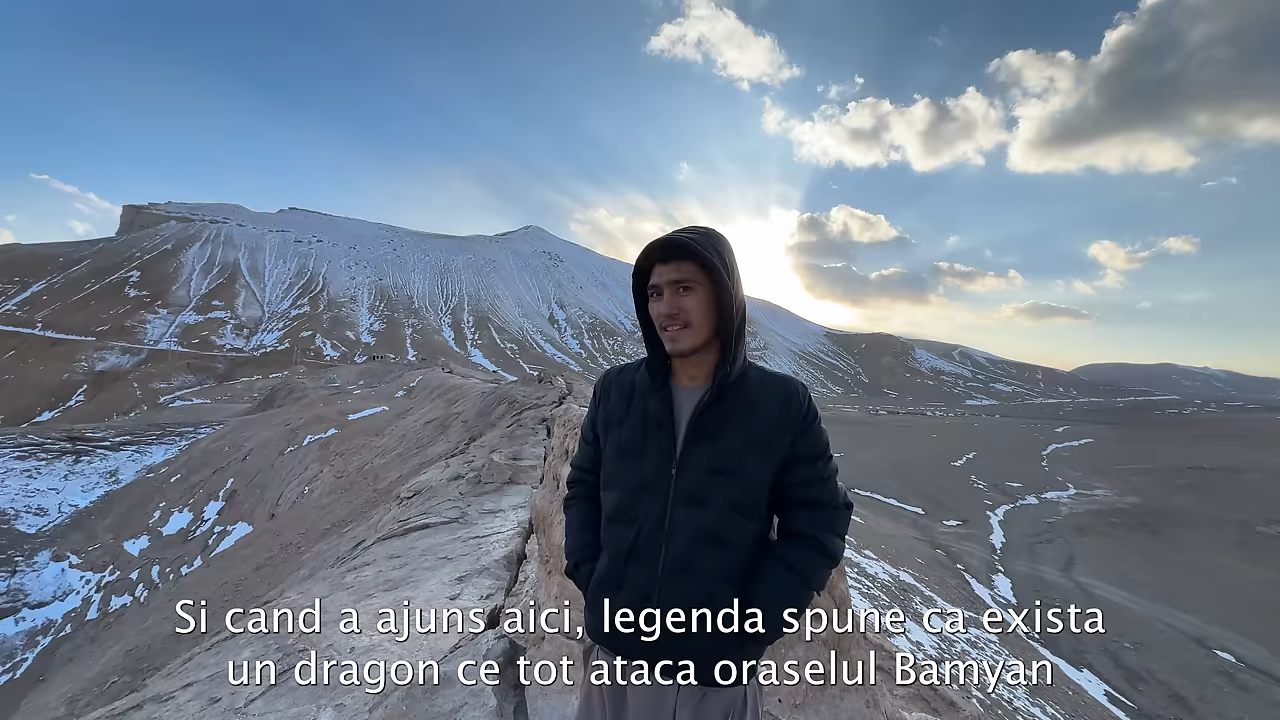 Si cand a ajuns aici, legenda spune ca exista
un dragon ce tot ataca oraselul Bamyan